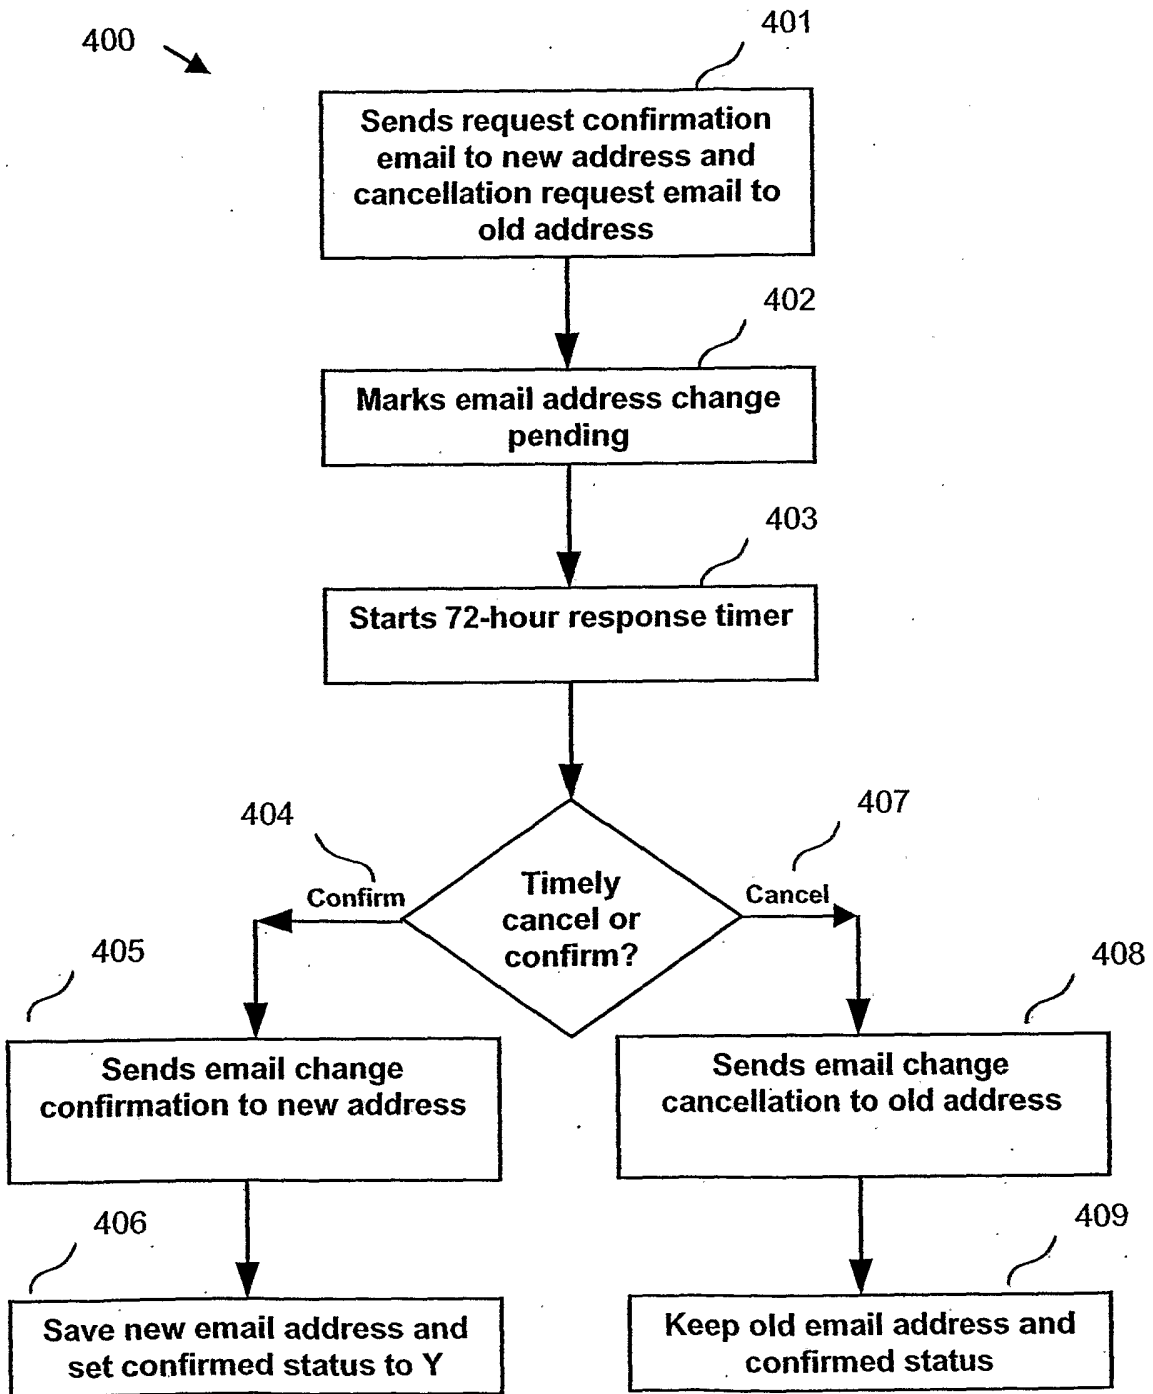 400
401
Sends request confirmation
email to new address and
cancellation request email to
old address
402
Marks email address change
pending
403
Starts 72-hour response timer
404
407
Confirm
Timely
cancel or
confirm?
Cancel
405
408
Sends email change
confirmation to new address
Sends email change
cancellation to old address
406
409
Save new email address and
set confirmed status to Y
Keep old email address and
confirmed status